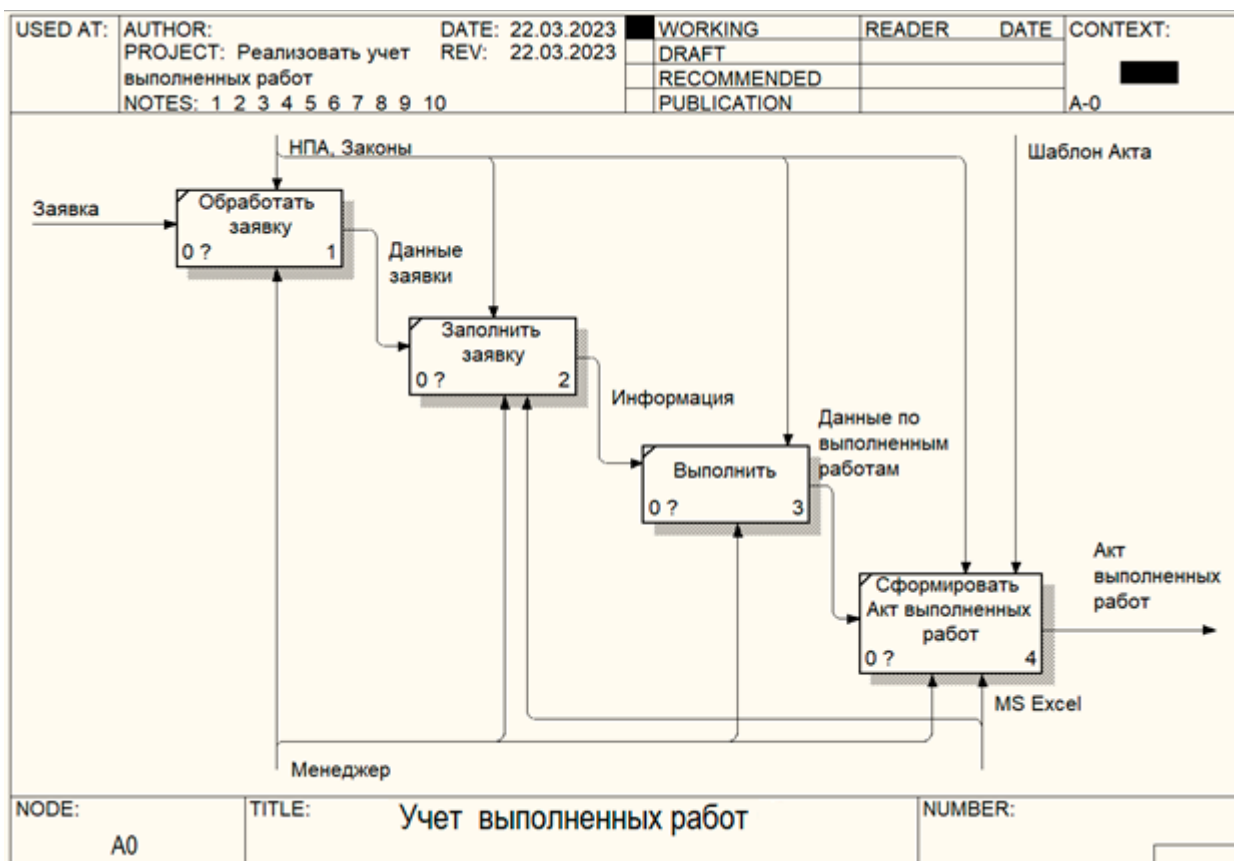 USED AT:
AUTHOR:
DATE: 22.03.2023
PROJECT: Реализовать учет
REV: 22.03.2023
выполненных работ
NOTES: 1 2 3 4 5 6 7 8 9 10
WORKING
DRAFT
RECOMMENDED
PUBLICATION
READER DATE
CONTEXT:
A-0
НПА, Законы
Шаблон Акта
Заявка
Обработать
заявку
0 ? 1
Данные
заявки
Заполнить
заявку
0 ? 2
Информация
Данные по
выполненным
работам
Выполнить
0 ? 3
Сформировать
Акт выполненных
работ
0 ? 4
Акт
выполненных
работ
MS Excel
Менеджер
NODE:
A0
TITLE:
Учет выполненных работ
NUMBER: